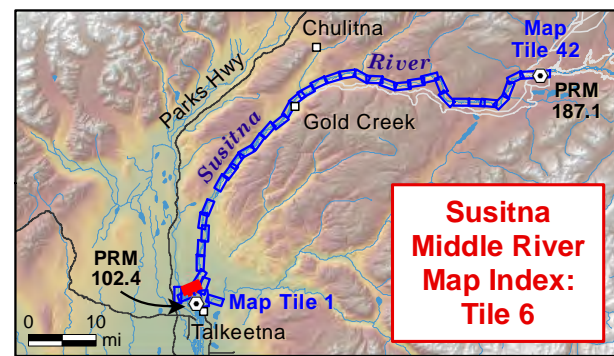 Chulitna
Map
Tile 42
Parks Hwy
River
PRM
187.1
Susitna
Gold Creek
Susitna
Middle River
Map Index:
Tile 6
PRM
102.4
Map Tile 1
0 10
mi
Talkeetna